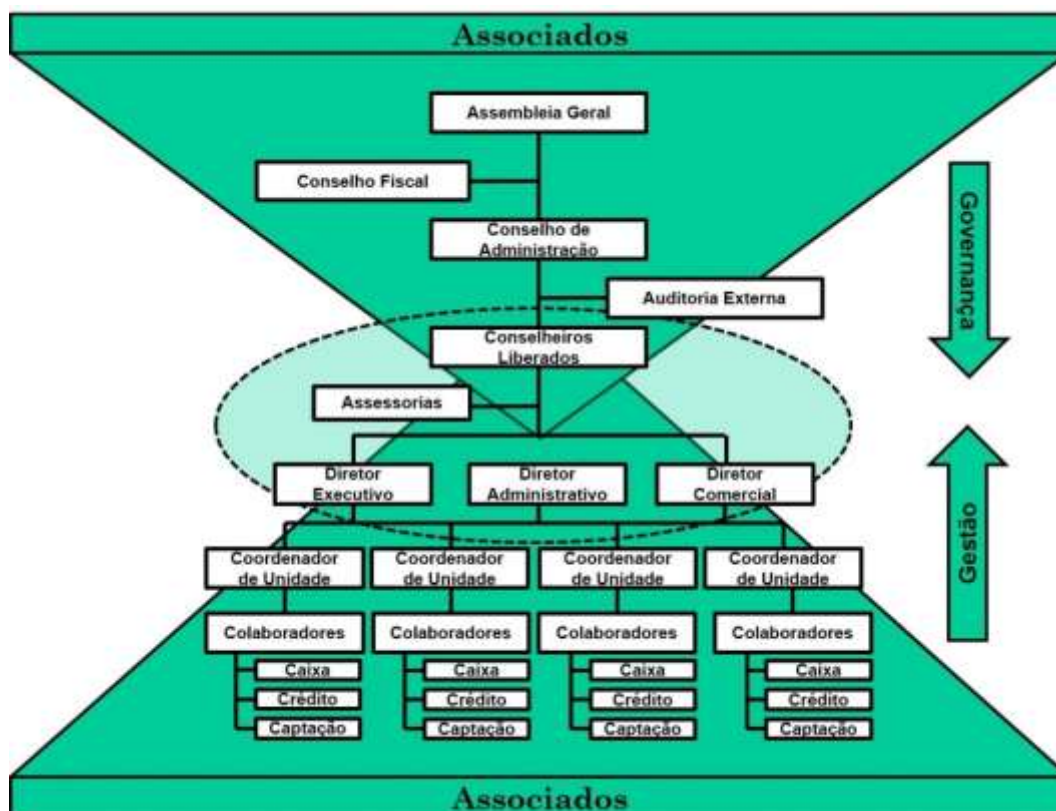 Associados
Assembleia Geral
Conselho Fiscal
Conselho de
Administração
Auditoria Externa
Conselheiros
Liberados
Assessorias
Governança
Diretor
Executivo
Diretor
Administrativo
Diretor
Comercial
Gestão
Coordenador
de Unidade
Coordenador
de Unidade
Coordenador
de Unidade
Coordenador
de Unidade
Colaboradores
Colaboradores
Colaboradores
Colaboradores
Caixa
Caixa
Caixa
Caixa
Crédito
Crédito
Crédito
Crédito
Captação
Captação
Captação
Captação
Associados